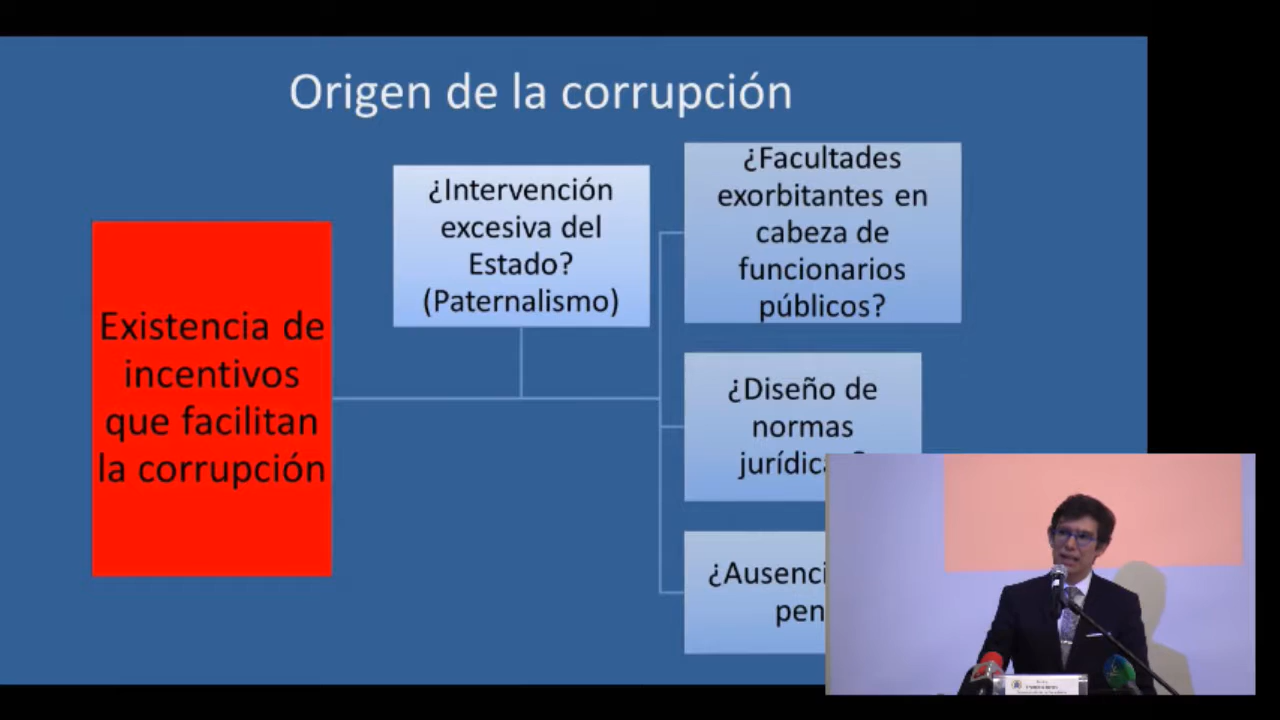 Origen de la corrupción
Existencia de
incentivos
que facilitan
la corrupción
¿Intervención
excesiva del
Estado?
(Paternalismo)
¿Facultades
exorbitantes en
cabeza de
funcionarios
públicos?
¿Diseño de
normas